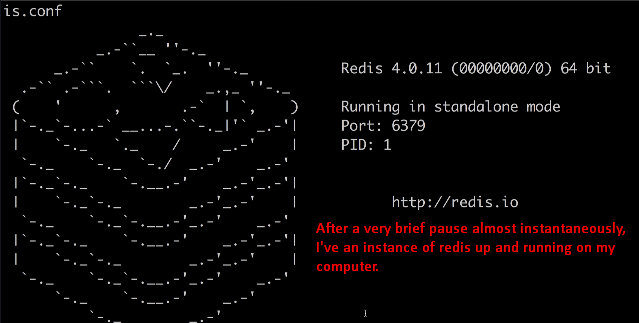 is.conf
Redis 4.0.11 (00000000/0) 64 bit
Running in standalone mode
Port: 6379
PID: 1
http://redis.io
After a very brief pause almost instantaneously,
I've an instance of redis up and running on my
computer.